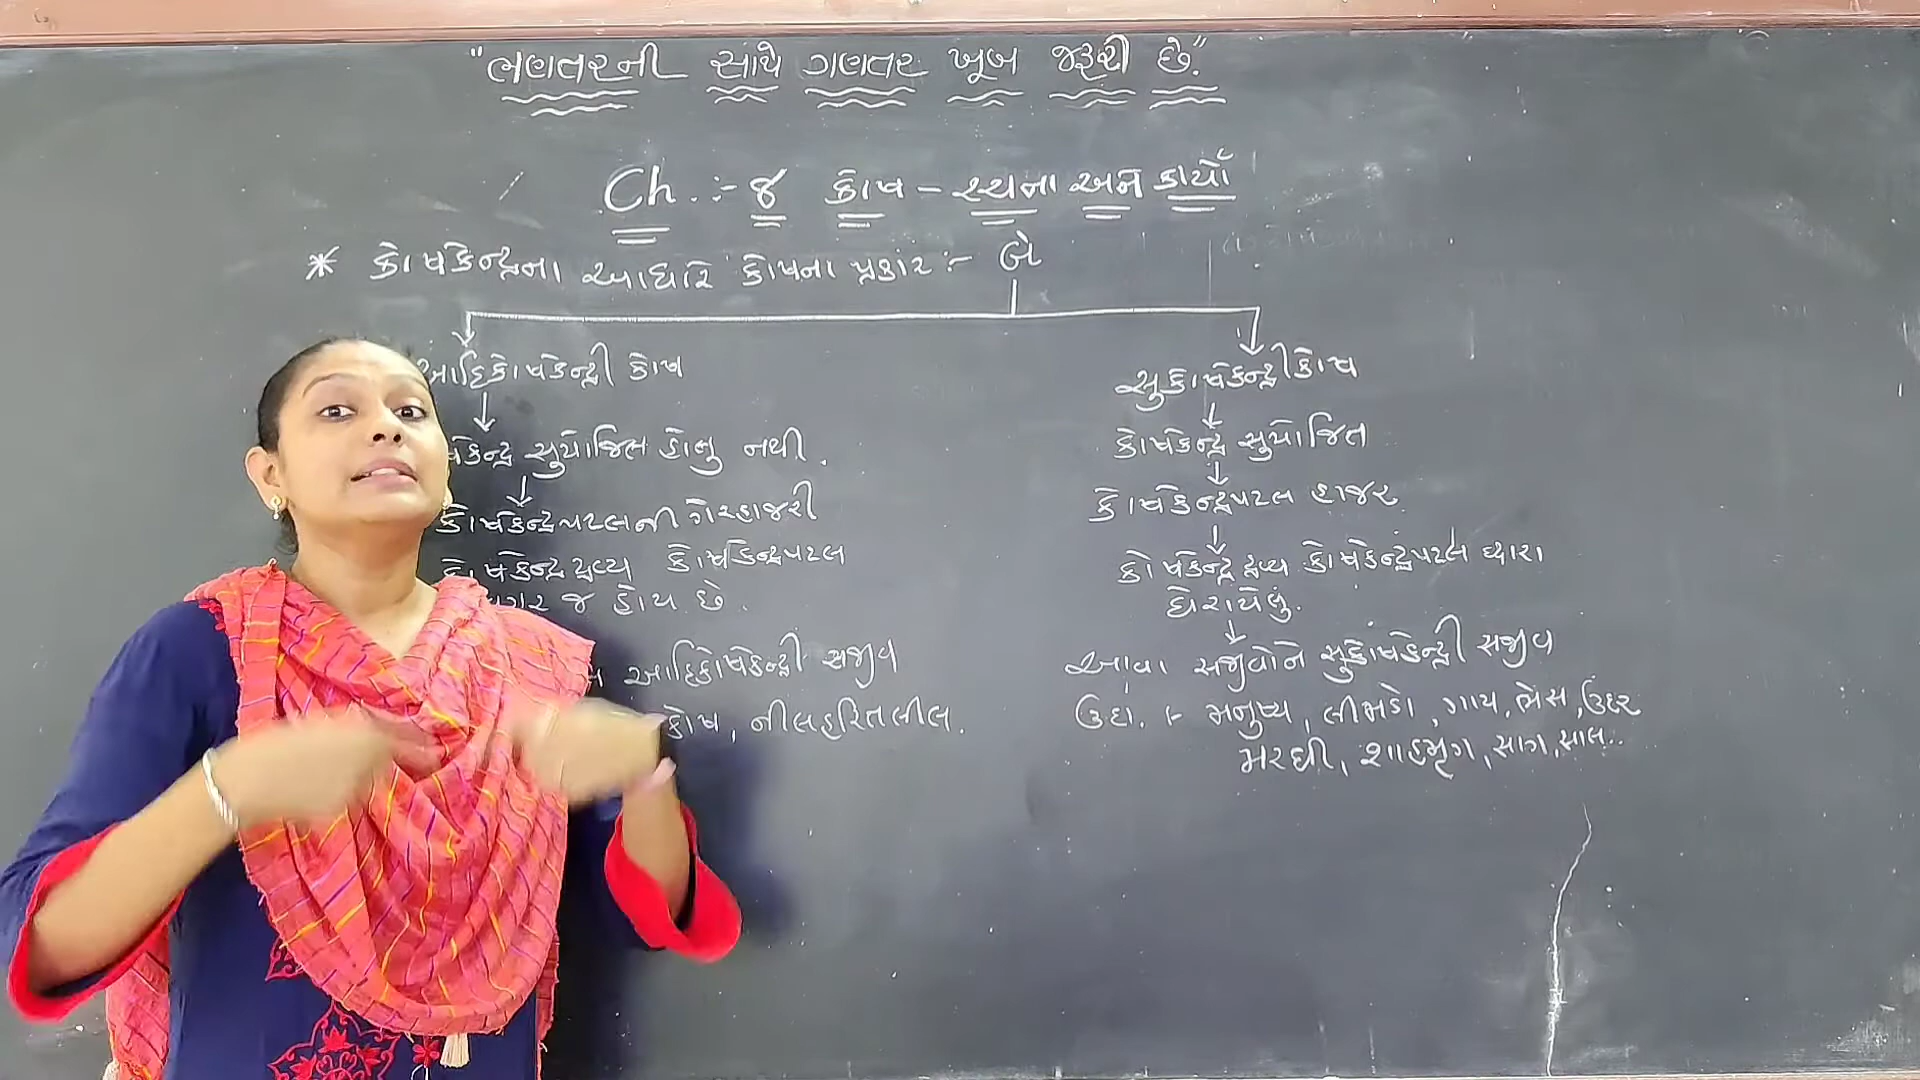 "ભણતરની સાથે ગણતર ખૂબ જરૂરી છે."
Ch. :- ૪ કોષ - રચના અને કાર્યો
* કોષકેન્દ્રના આધારે કોષના પ્રકાર :- બે
આદિકોષકેન્દ્રી કોષ
સુયોજિત હોતુ નથી.
કોષકેન્દ્રપટલની ગેરહાજરી
કોષકેન્દ્ર દ્રવ્ય કોષકેન્દ્રપટલ
વગર જ હોય છે.
આદિકોષકેન્દ્રી સજીવ
કોષ, નીલહરિત લીલ.
સુકોષકેન્દ્રી કોષ
કોષકેન્દ્ર સુયોજિત
કોષકેન્દ્રપટલ હાજર
કોષકેન્દ્ર દ્રવ્ય કોષકેન્દ્રપટલ દ્વારા
ઘેરાયેલું.
આવા સજીવોને સુકોષકેન્દ્રી સજીવ
ઉદા. :- મનુષ્ય, લીમડો, ગાય, ભેંસ, ઉંદર
મરઘી, શાહમૃગ, સાગ, સાલ..